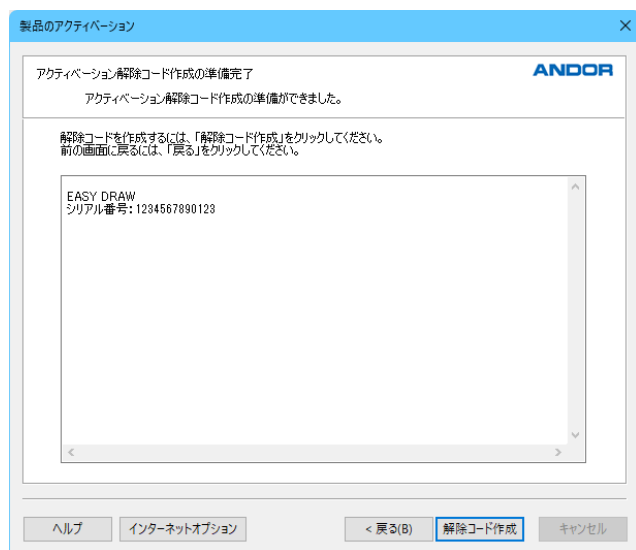 製品のアクティベーション
アクティベーション解除コード作成の準備完了
ANDOR
アクティベーション解除コード作成の準備ができました。
解除コードを作成するには、「解除コード作成」をクリックしてください。
前の画面に戻るには、「戻る」をクリックしてください。
EASY DRAW
シリアル番号：1234567890123
ヘルプ
インターネットオプション
< 戻る(B)
解除コード作成
キャンセル